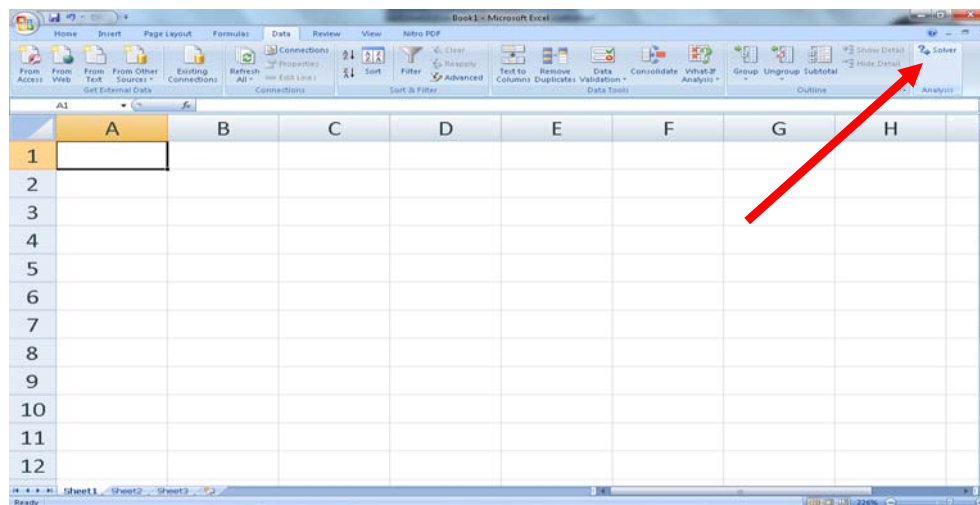 Book1 - Microsoft Excel
Home Insert Page Layout Formulas Data Review View Nitro PDF
From Access From Web From Text From Other Sources Existing Connections Refresh All Connections Properties Edit Links Sort Filter Clear Reapply Advanced Text to Columns Remove Duplicates Data Validation Consolidate What-If Analysis Group Ungroup Subtotal Show Detail Hide Detail Solver
Get External Data Connections Sort & Filter Data Tools Outline Analysis
A1 fx
A B C D E F G H
1
2
3
4
5
6
7
8
9
10
11
12
Sheet1 Sheet2 Sheet3
Ready 226%